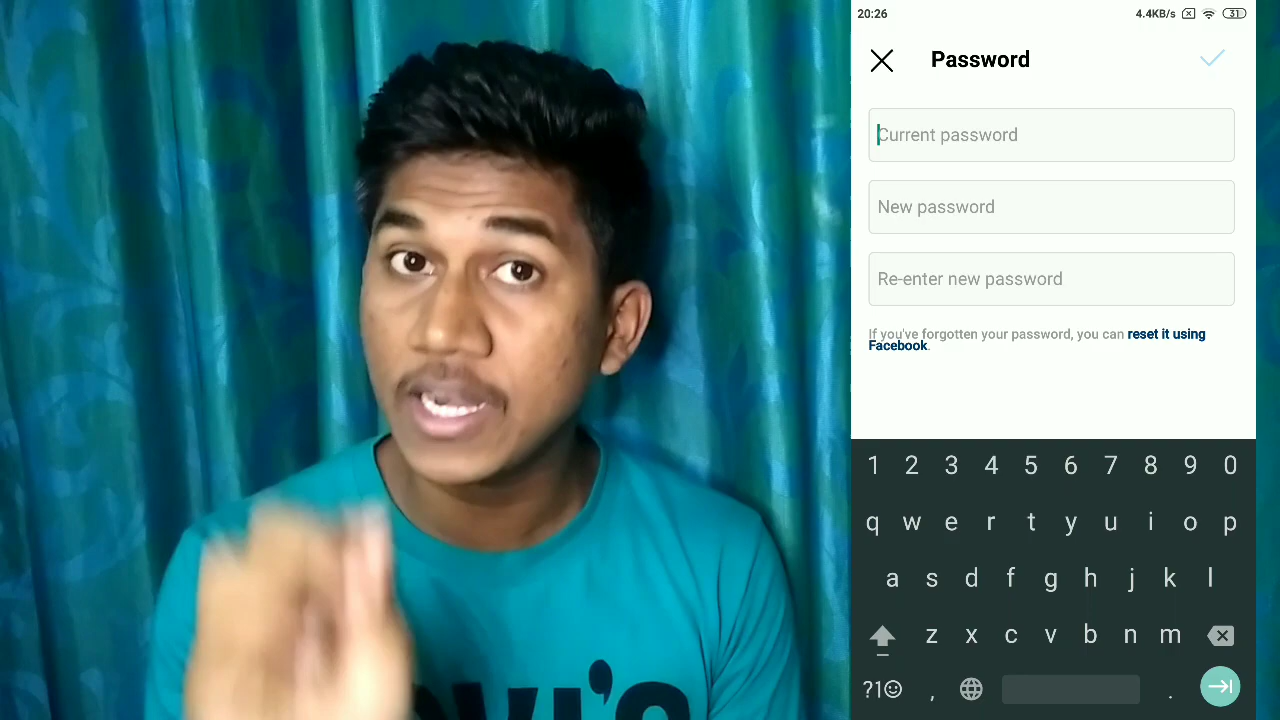 20:26
4.4KB/s
31
Password
Current password
New password
Re-enter new password
If you've forgotten your password, you can reset it using
Facebook.
1 2 3 4 5 6 7 8 9 0
q w e r t y u i o p
a s d f g h j k l
z x c v b n m
?1☺ , .